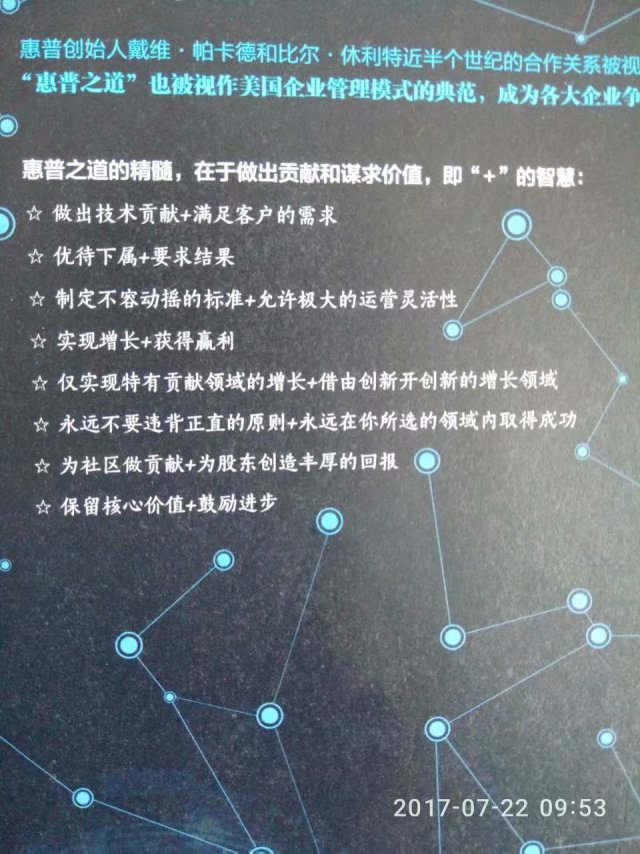 惠普创始人戴维·帕卡德和比尔·休利特近半个世纪的合作关系被视
“惠普之道”也被视作美国企业管理模式的典范，成为各大企业争
惠普之道的精髓，在于做出贡献和谋求价值，即“+”的智慧：
☆ 做出技术贡献+满足客户的需求
☆ 优待下属+要求结果
☆ 制定不容动摇的标准+允许极大的运营灵活性
☆ 实现增长+获得赢利
☆ 仅实现特有贡献领域的增长+借由创新开创新的增长领域
☆ 永远不要违背正直的原则+永远在你所选的领域内取得成功
☆ 为社区做贡献+为股东创造丰厚的回报
☆ 保留核心价值+鼓励进步
2017-07-22 09:53